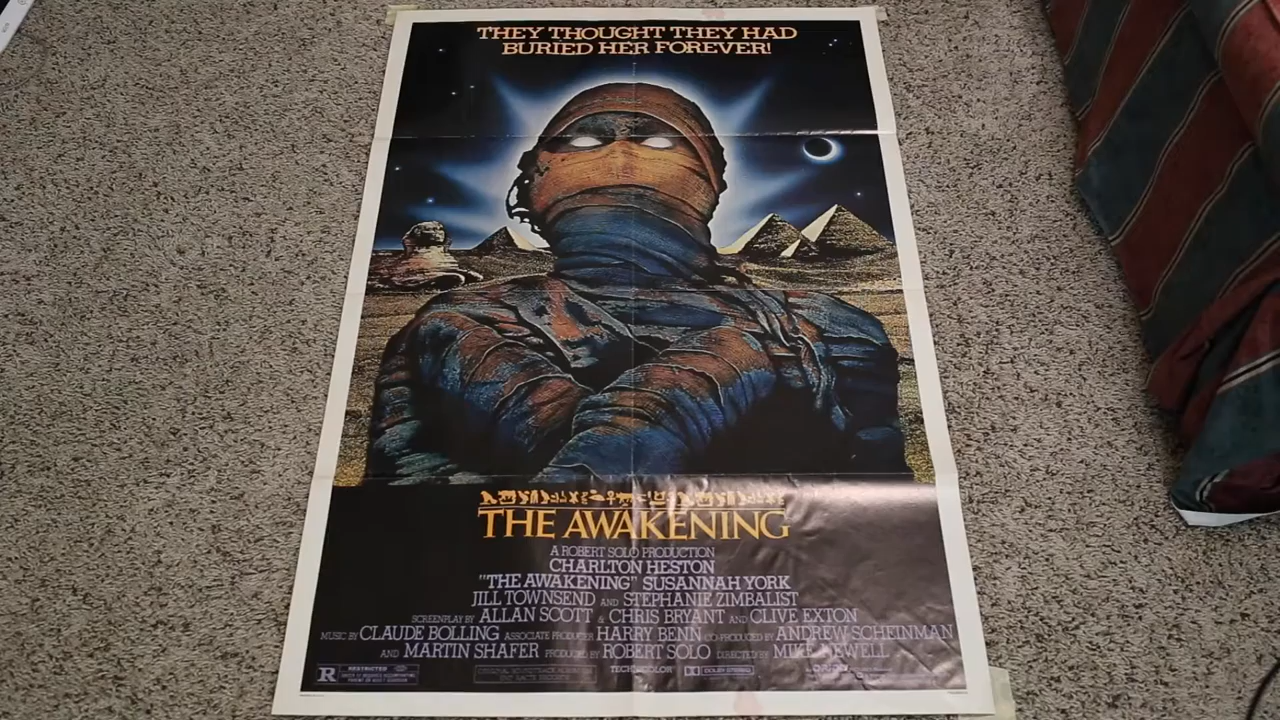 THEY THOUGHT THEY HAD
BURIED HER FOREVER!
THE AWAKENING
A ROBERT SOLO PRODUCTION
CHARLTON HESTON
"THE AWAKENING" SUSANNAH YORK
JILL TOWNSEND AND STEPHANIE ZIMBALIST
SCREENPLAY BY ALLAN SCOTT & CHRIS BRYANT AND CLIVE EXTON
MUSIC BY CLAUDE BOLLING ASSOCIATE PRODUCER HARRY BENN CO-PRODUCED BY ANDREW SCHEINMAN
AND MARTIN SHAFER PRODUCED BY ROBERT SOLO DIRECTED BY MIKE NEWELL
R RESTRICTED
TECHNICOLOR DOLBY STEREO